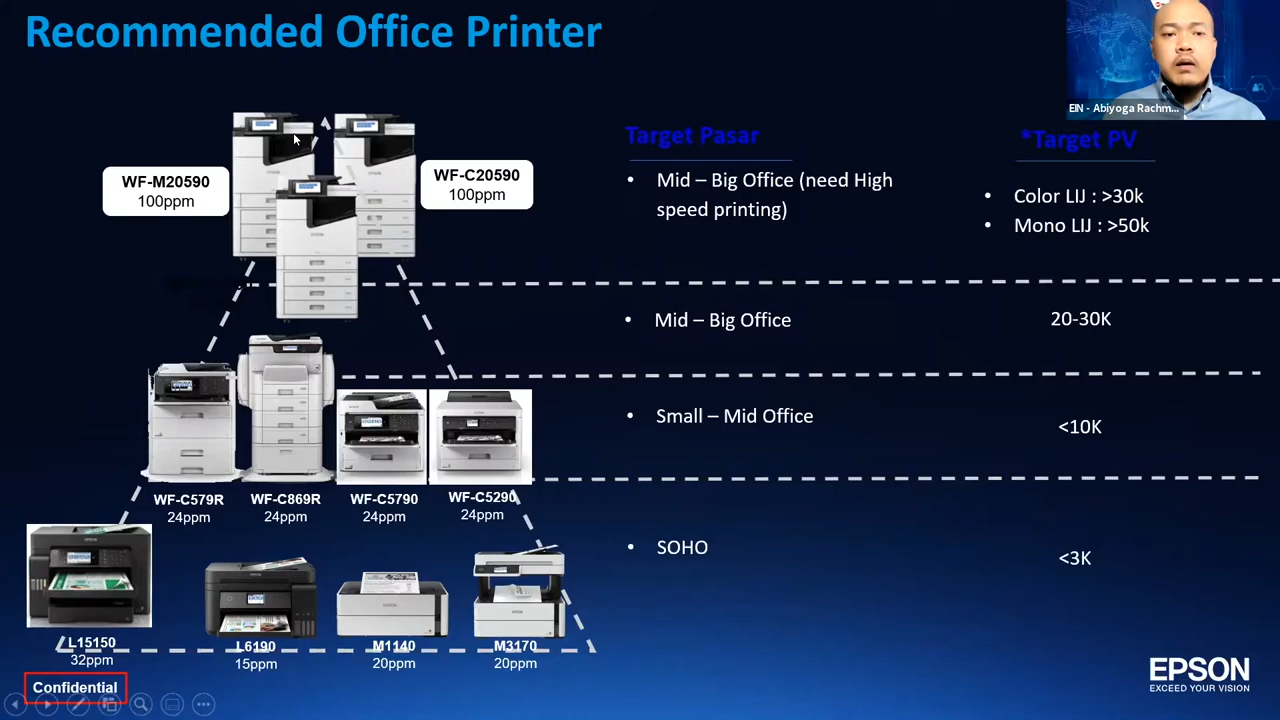 Recommended Office Printer
EIN - Abiyoga Rachm...
WF-M20590
100ppm
WF-C20590
100ppm
Target Pasar
*Target PV
• Mid – Big Office (need High
speed printing)
• Color LIJ : >30k
• Mono LIJ : >50k
• Mid – Big Office
20-30K
• Small – Mid Office
<10K
WF-C579R
24ppm
WF-C869R
24ppm
WF-C5790
24ppm
WF-C5290
24ppm
• SOHO
<3K
L15150
32ppm
L6190
15ppm
M1140
20ppm
M3170
20ppm
Confidential
EPSON
EXCEED YOUR VISION